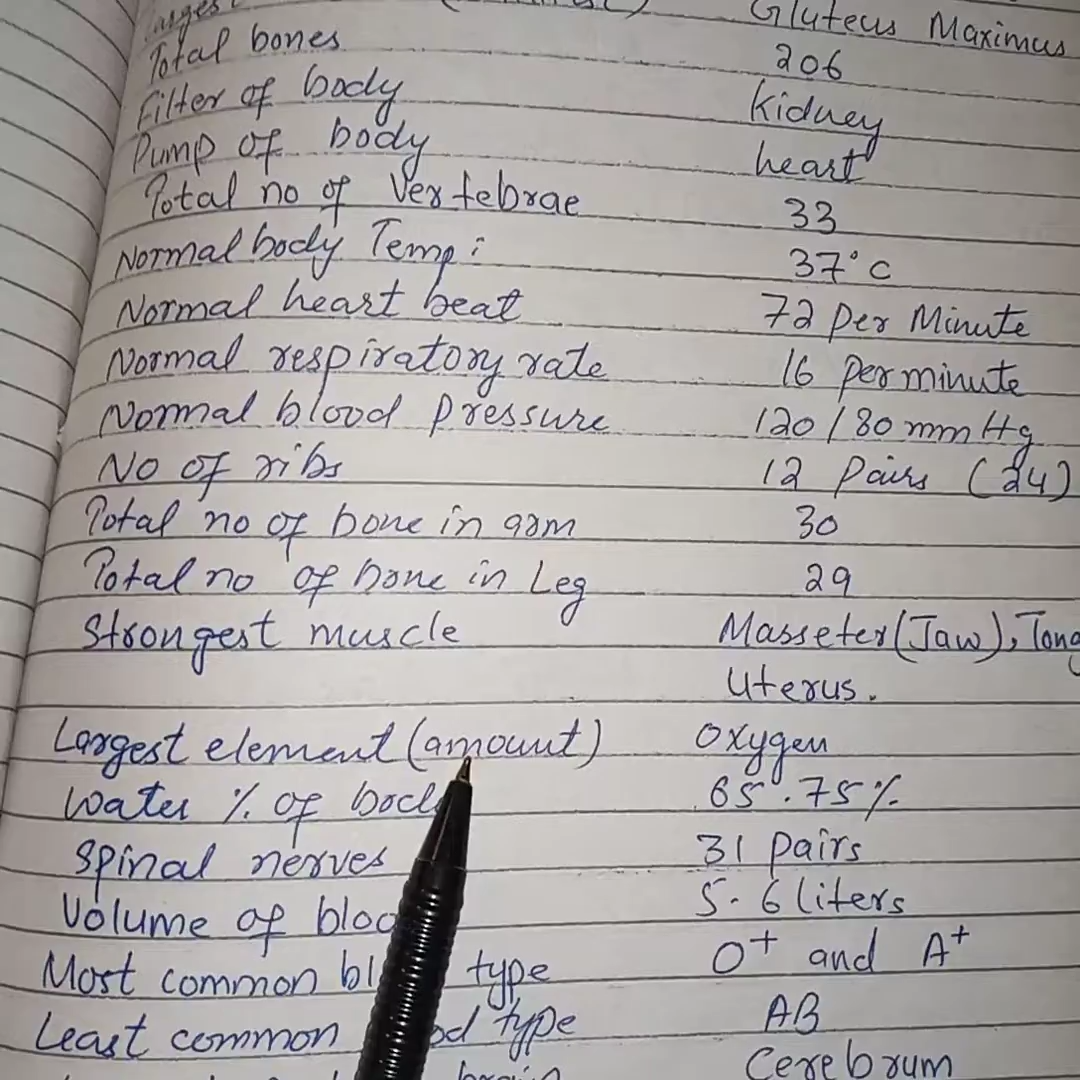 Gluteus Maximus
Total bones 206
Filter of body Kidney
Pump of body heart
Total no of Vertebrae 33
Normal body Temp: 37°C
Normal heart beat 72 Per Minute
Normal respiratory rate 16 Per minute
Normal blood Pressure 120/80 mmHg
No of ribs 12 Pairs (24)
Total no of bone in arm 30
Total no of bone in Leg 29
Strongest muscle Masseter (Jaw), Tong
Uterus.
Largest element (amount) Oxygen
Water % of 65-75%
Spinal nerves 31 Pairs
Volume of 5-6 liters
Most common type O+ and A+
Least common type AB
Cerebrum